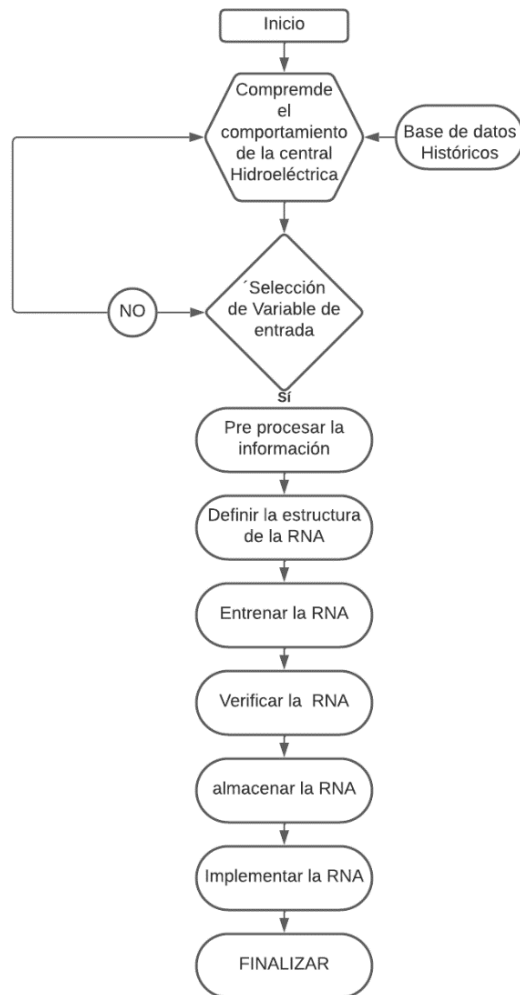 Inicio
Compremde
el
comportamiento
de la central
Hidroeléctrica
Base de datos
Históricos
´Selección
de Variable de
entrada
NO
Sí
Pre procesar la
información
Definir la estructura
de la RNA
Entrenar la RNA
Verificar la  RNA
almacenar la RNA
Implementar la RNA
FINALIZAR